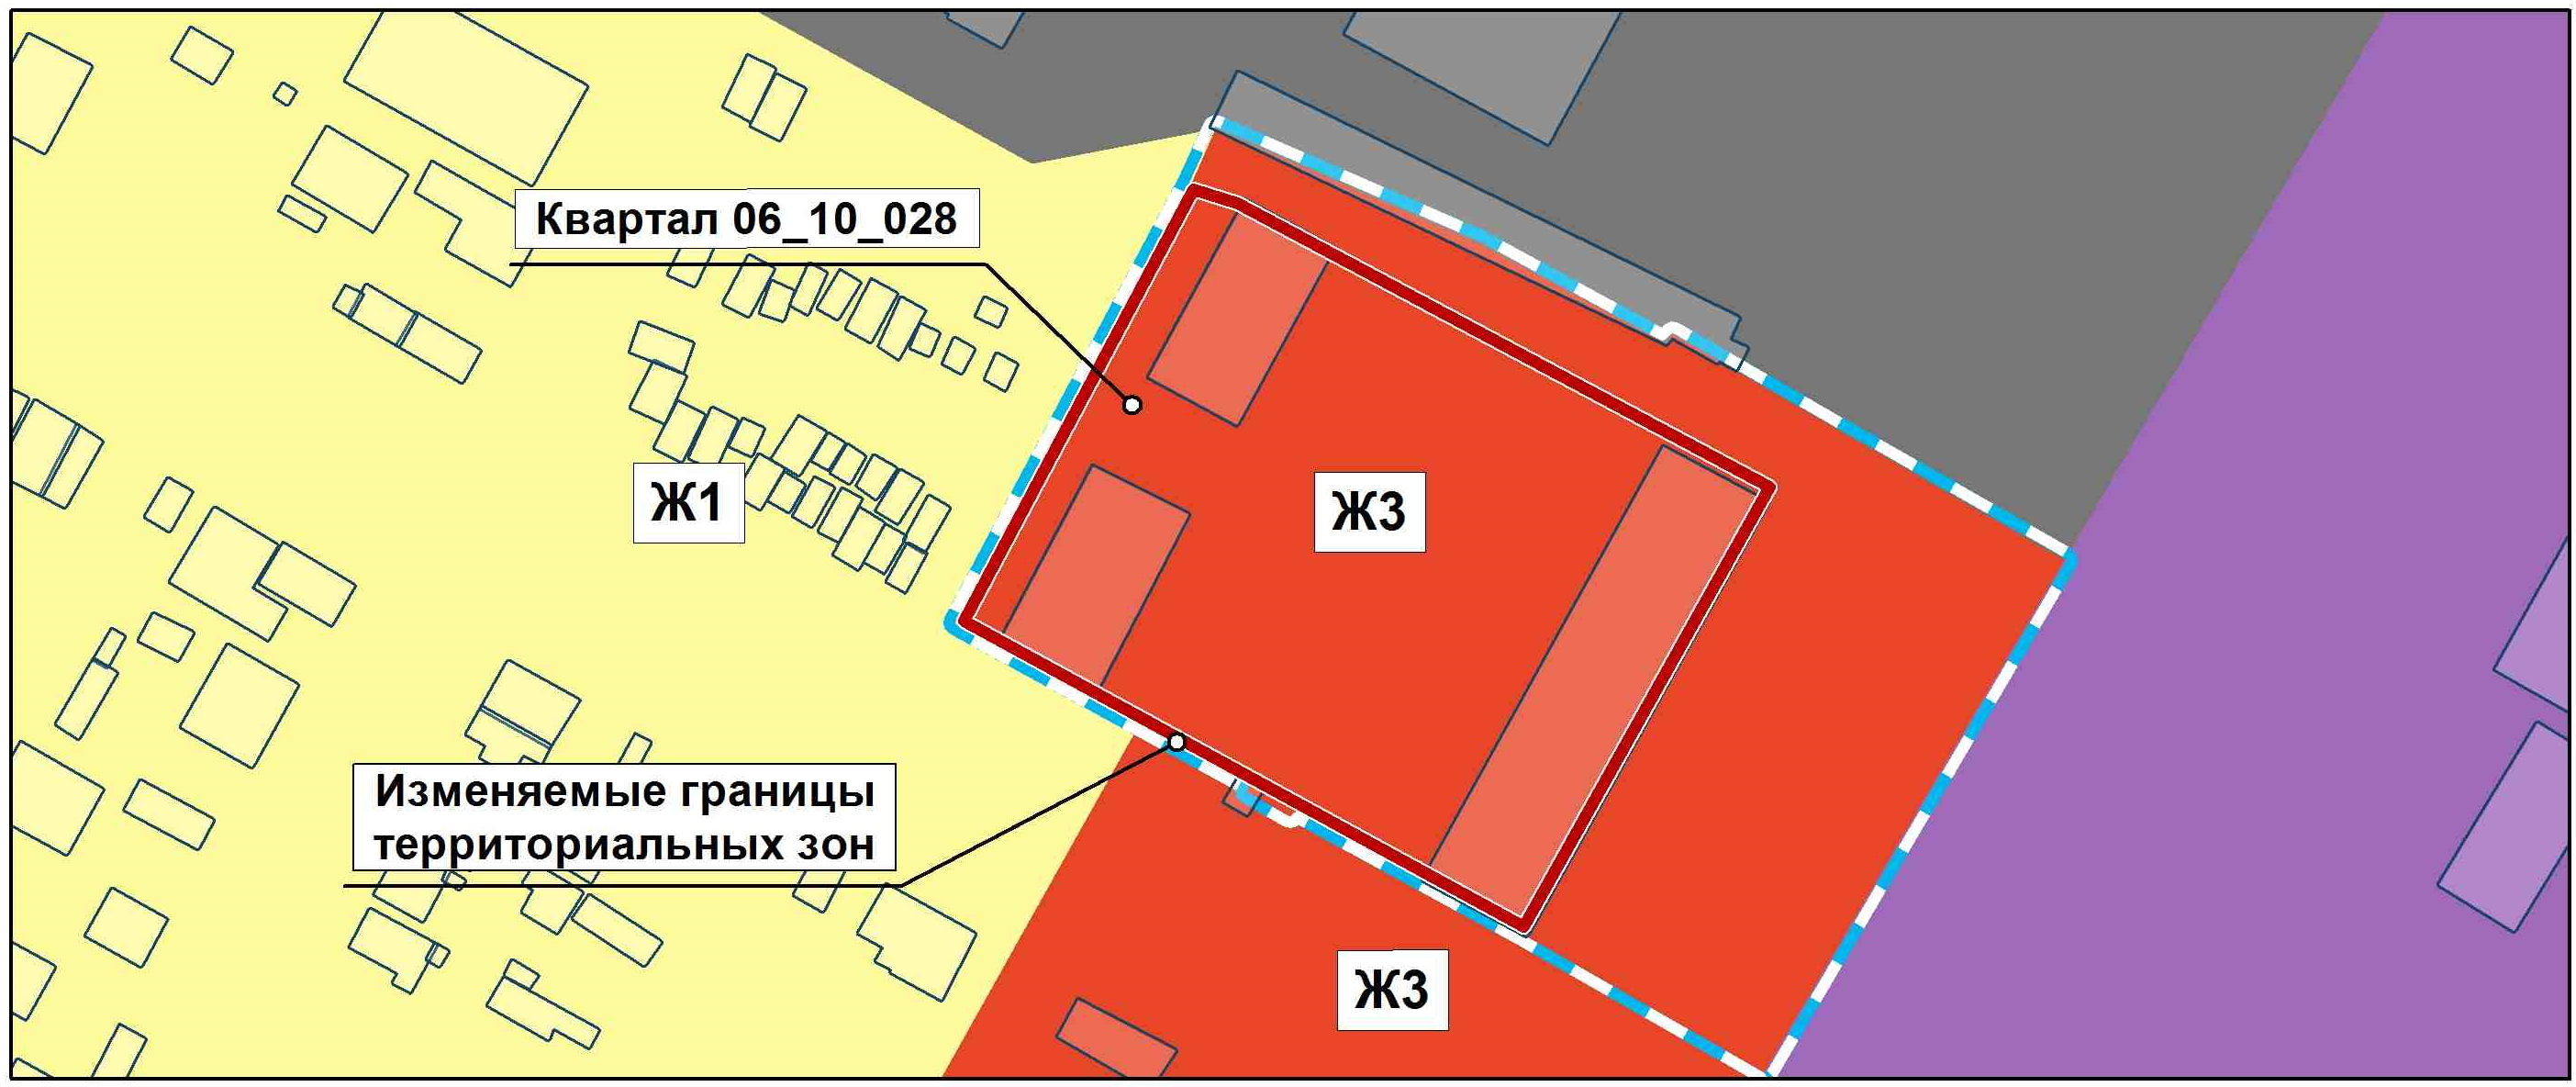 Квартал 06_10_028
Ж1
Ж3
Изменяемые границы
территориальных зон
Ж3